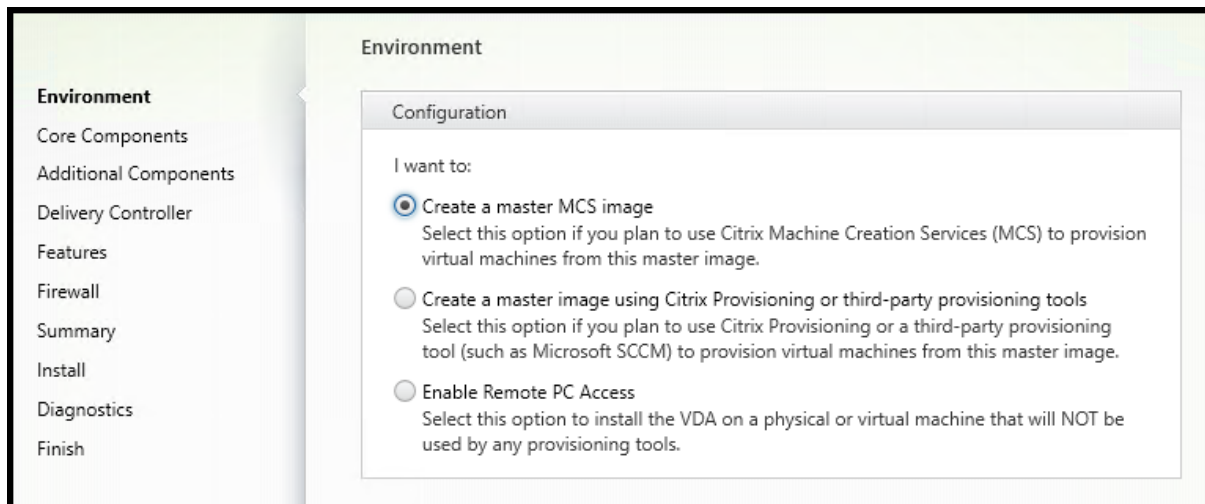 Environment
Core Components
Additional Components
Delivery Controller
Features
Firewall
Summary
Install
Diagnostics
Finish
Environment
Configuration
I want to:
Create a master MCS image
Select this option if you plan to use Citrix Machine Creation Services (MCS) to provision
virtual machines from this master image.
Create a master image using Citrix Provisioning or third-party provisioning tools
Select this option if you plan to use Citrix Provisioning or a third-party provisioning
tool (such as Microsoft SCCM) to provision virtual machines from this master image.
Enable Remote PC Access
Select this option to install the VDA on a physical or virtual machine that will NOT be
used by any provisioning tools.